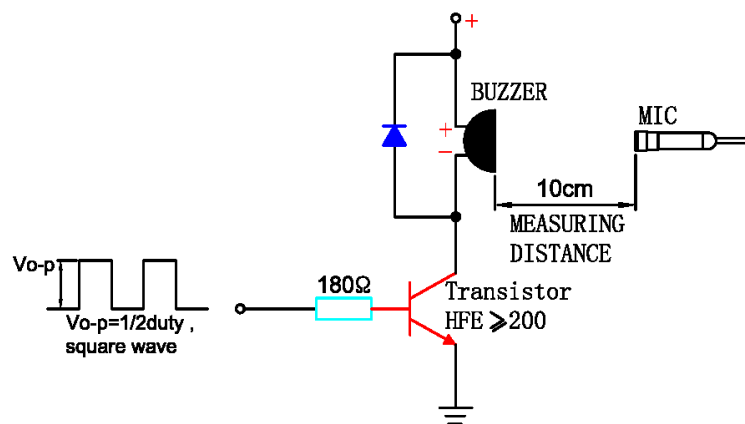 +
BUZZER
+
−
MIC
10cm
MEASURING
DISTANCE
Vo-p
180Ω
Transistor
HFE ≥200
Vo-p=1/2duty ,
square wave